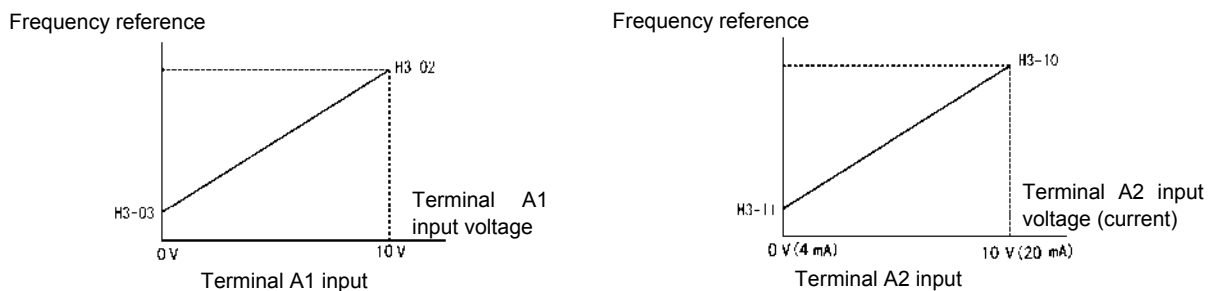 Frequency reference
H3-02
H3-03
Terminal A1
input voltage
0 V
10 V
Terminal A1 input
Frequency reference
H3-10
H3-11
Terminal A2 input
voltage (current)
0 V (4 mA)
10 V (20 mA)
Terminal A2 input